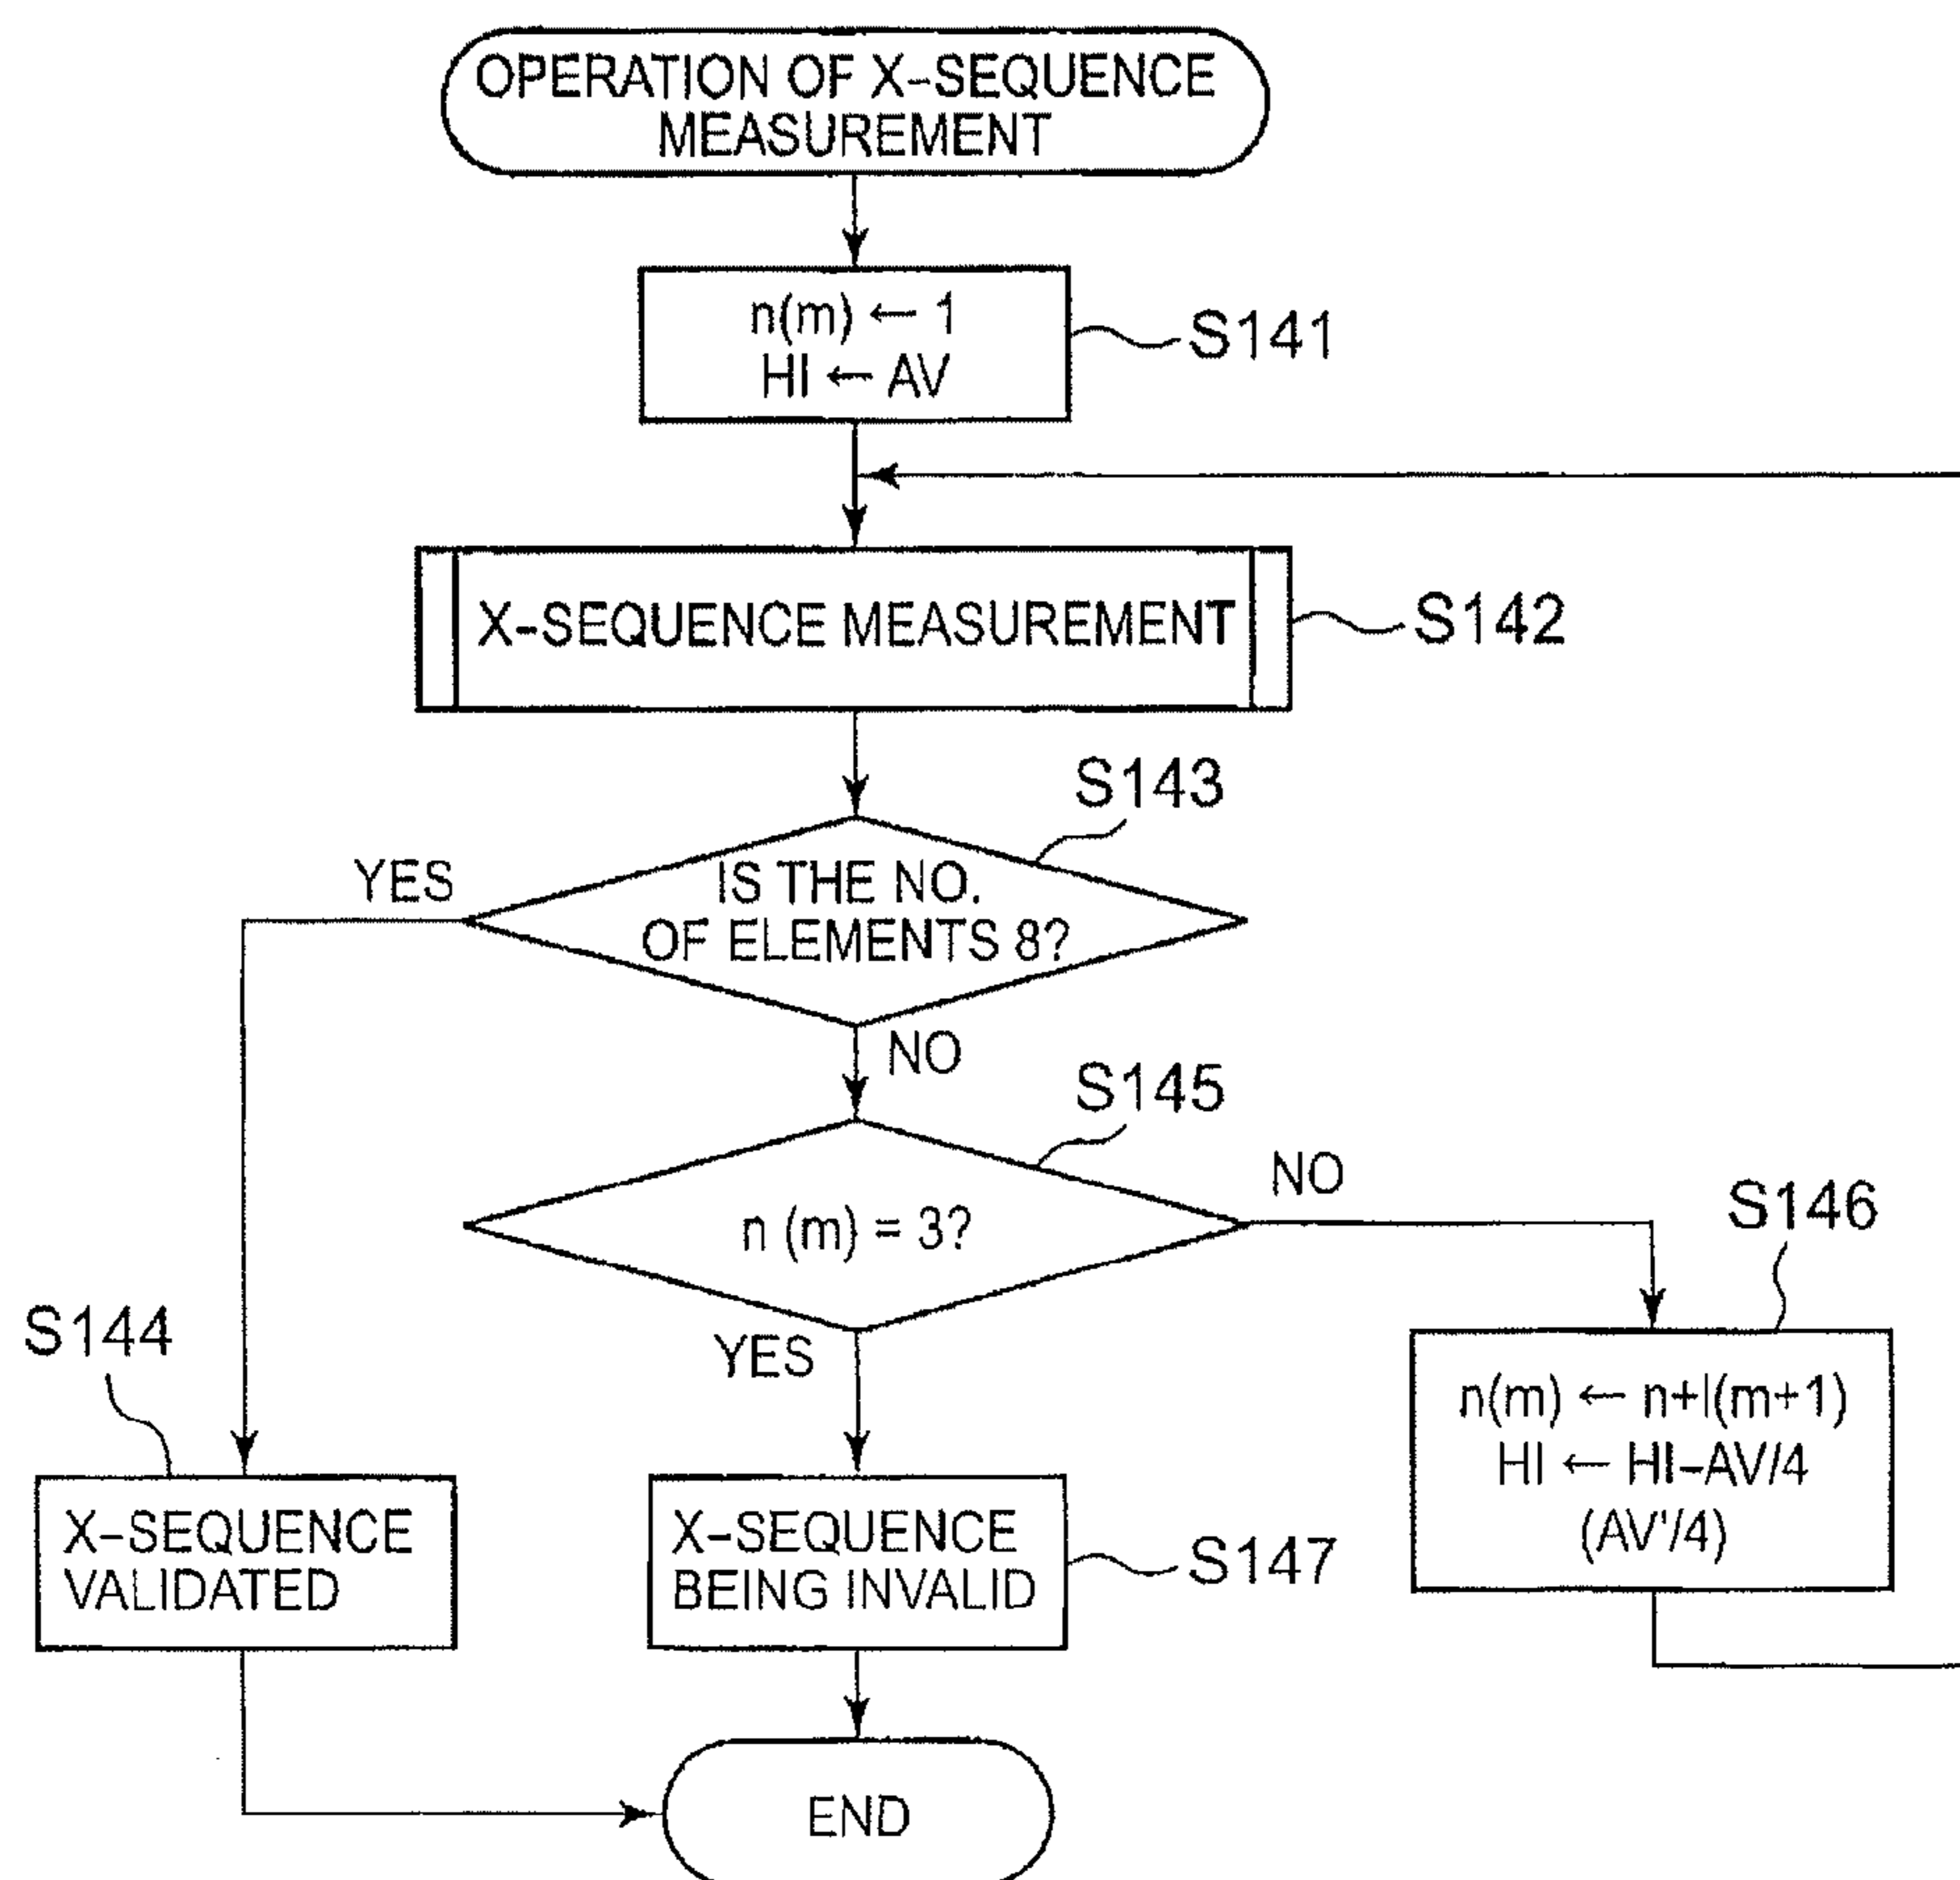 OPERATION OF X-SEQUENCE
MEASUREMENT
n(m) ← 1
HI ← AV
S141
X-SEQUENCE MEASUREMENT
S142
S143
YES
IS THE NO.
OF ELEMENTS 8?
NO
S145
n (m) = 3?
NO
S146
YES
S144
n(m) ← n+l(m+1)
HI ← HI-AV/4
(AV'/4)
X-SEQUENCE
VALIDATED
X-SEQUENCE
BEING INVALID
S147
END